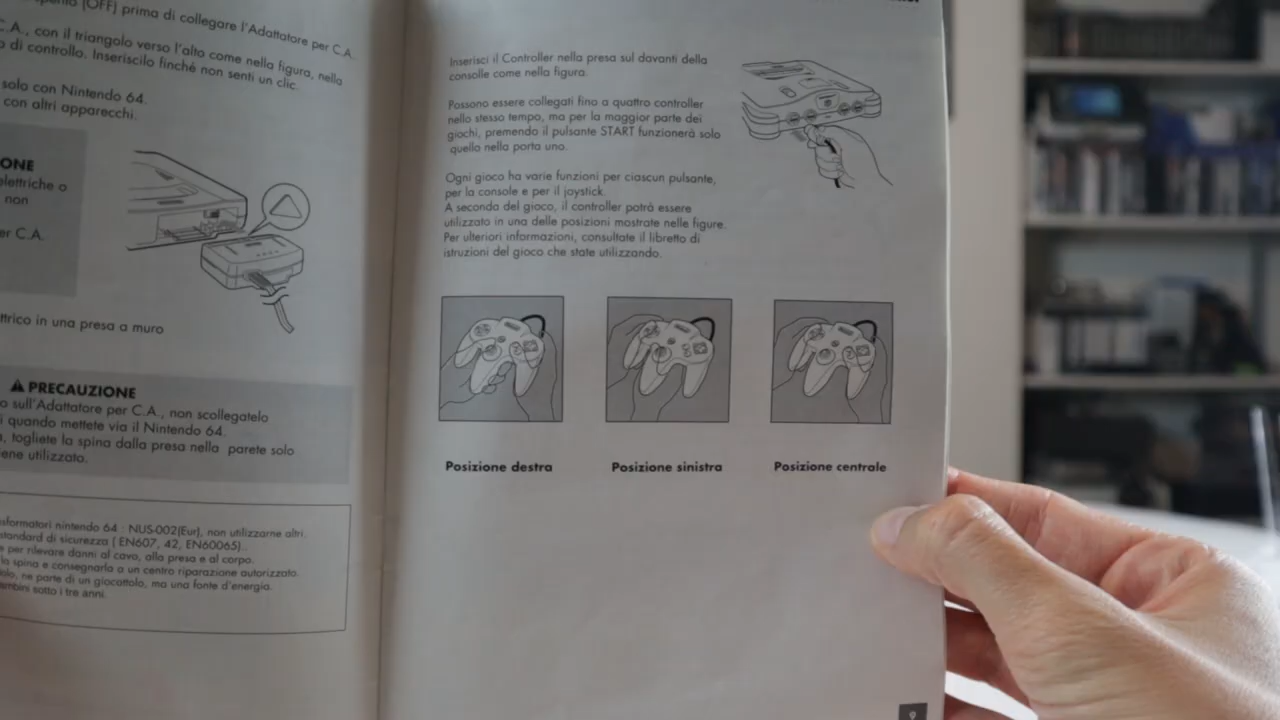 (OFF) prima di collegare l'Adattatore per C.A.
C.A., con il triangolo verso l'alto come nella figura, nella
di controllo. Inseriscilo finché non senti un clic.
solo con Nintendo 64.
con altri apparecchi.
ONE
elettriche o
non
er C.A.
ttrico in una presa a muro
PRECAUZIONE
sull'Adattatore per C.A., non scollegatelo
i quando mettete via il Nintendo 64.
, togliete la spina dalla presa nella parete solo
ene utilizzato.
sformatori nintendo 64 : NUS-002(Eur), non utilizzarne altri.
standard di sicurezza ( EN607, 42, EN60065)..
per rilevare danni al cavo, alla presa e al corpo.
la spina e consegnarla a un centro riparazione autorizzato.
olo, ne parte di un giocattolo, ma una fonte d'energia.
ambini sotto i tre anni.
Inserisci il Controller nella presa sul davanti della
consolle come nella figura.
Possono essere collegati fino a quattro controller
nello stesso tempo, ma per la maggior parte dei
giochi, premendo il pulsante START funzionerà solo
quello nella porta uno.
Ogni gioco ha varie funzioni per ciascun pulsante,
per la console e per il joystick.
A seconda del gioco, il controller potrà essere
utilizzato in una delle posizioni mostrate nelle figure.
Per ulteriori informazioni, consultate il libretto di
istruzioni del gioco che state utilizzando.
Posizione destra
Posizione sinistra
Posizione centrale